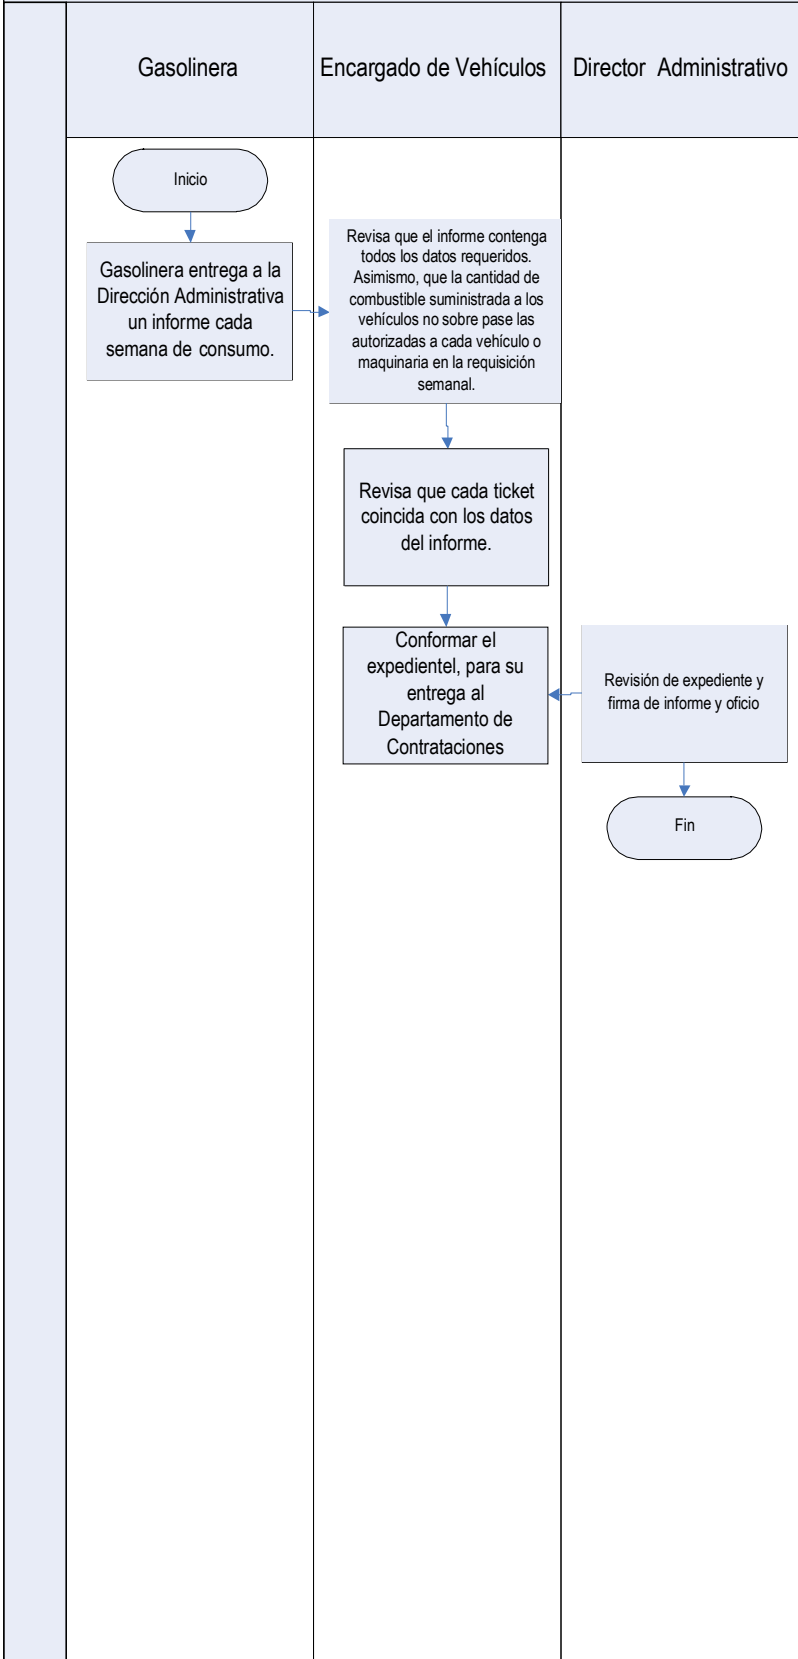 Gasolinera
Encargado de Vehículos
Director Administrativo
Inicio
Gasolinera entrega a la
Dirección Administrativa
un informe cada
semana de consumo.
Revisa que el informe contenga
todos los datos requeridos.
Asimismo, que la cantidad de
combustible suministrada a los
vehículos no sobre pase las
autorizadas a cada vehículo o
maquinaria en la requisición
semanal.
Revisa que cada ticket
coincida con los datos
del informe.
Conformar el
expedientel, para su
entrega al
Departamento de
Contrataciones
Revisión de expediente y
firma de informe y oficio
Fin